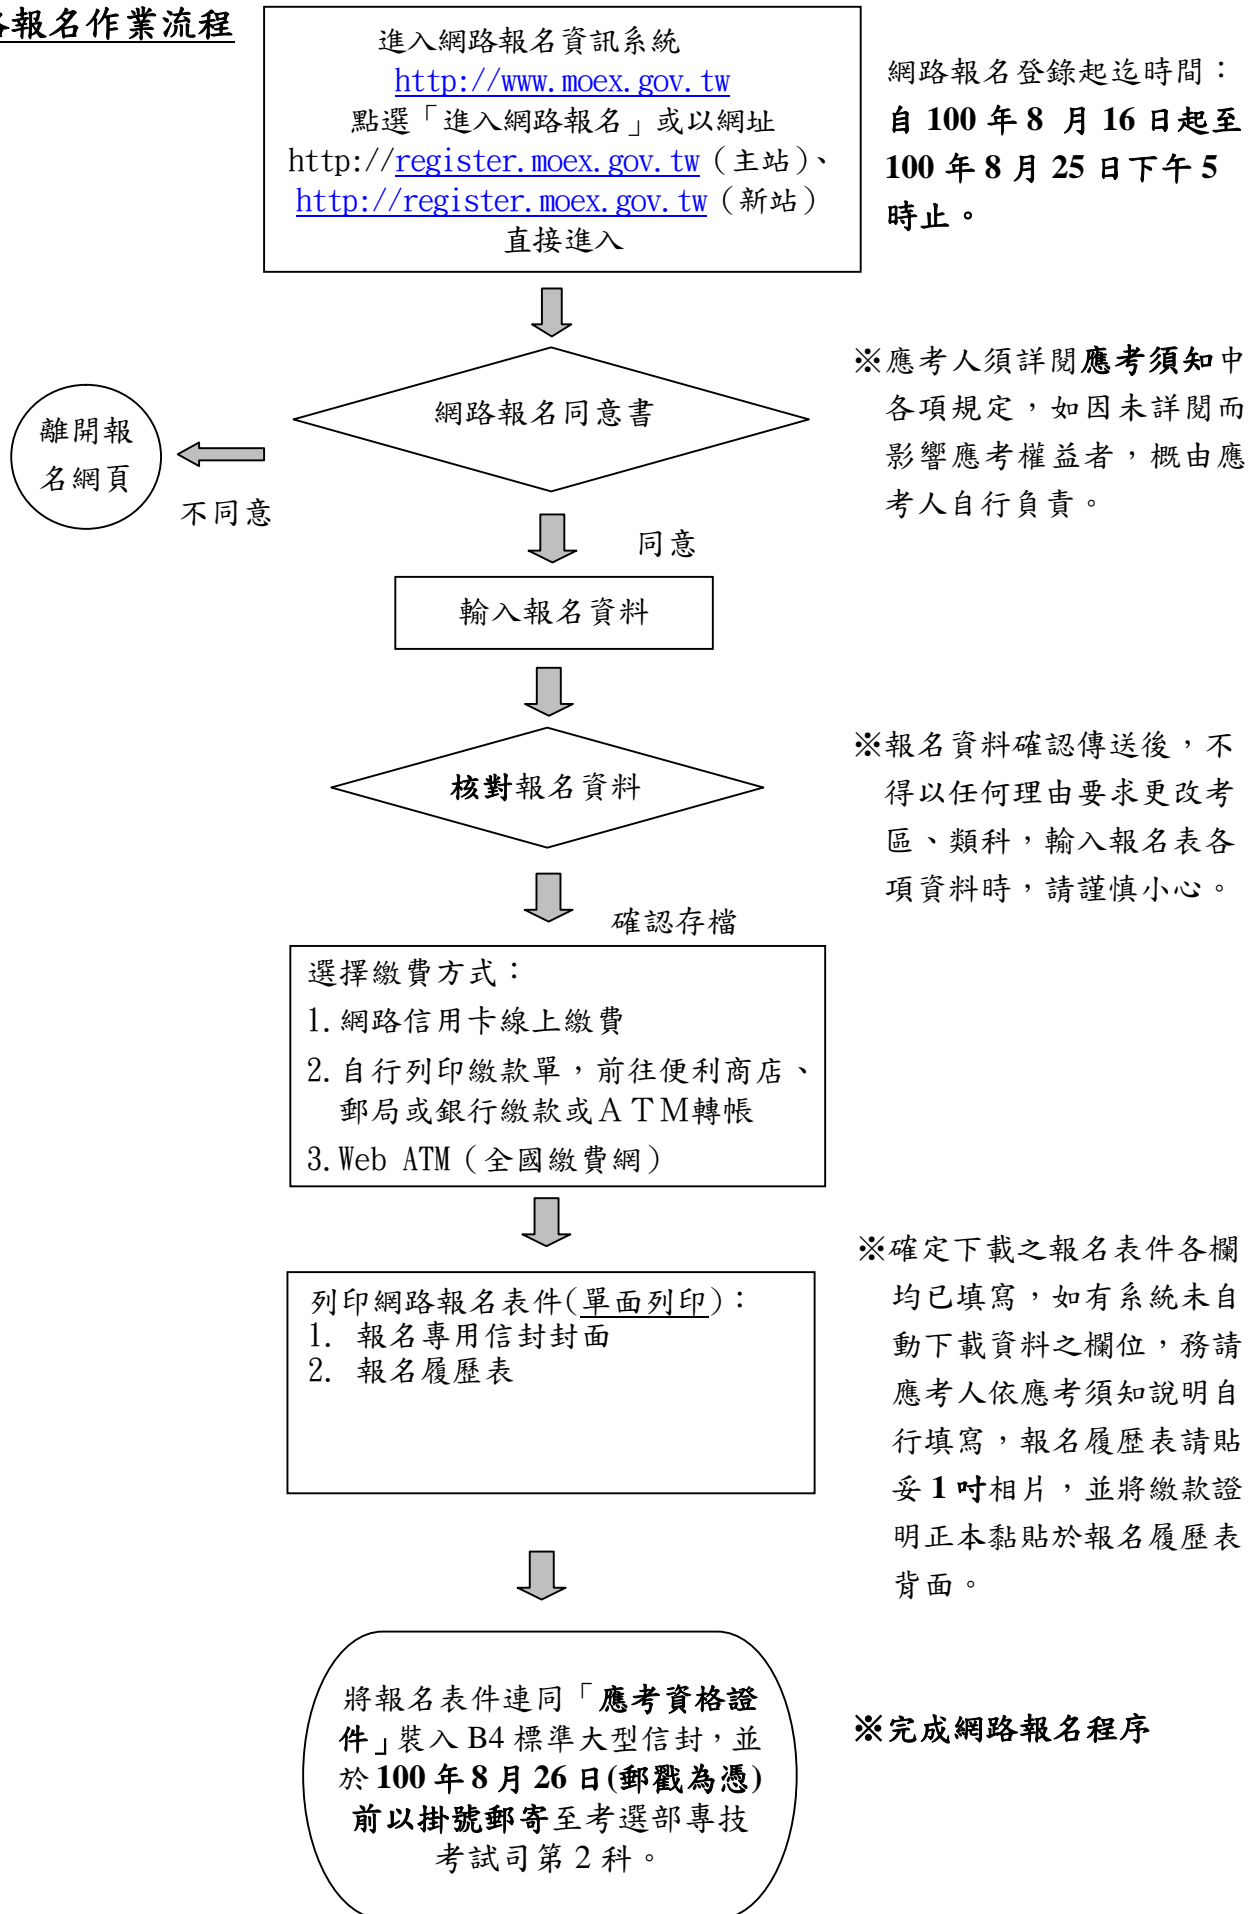 路報名作業流程
進入網路報名資訊系統
http://www.moex.gov.tw
點選「進入網路報名」或以網址
http://register.moex.gov.tw（主站）、
http://register.moex.gov.tw（新站）
直接進入
網路報名登錄起迄時間：
自 100 年 8 月 16 日起至
100 年 8 月 25 日下午 5
時止。
網路報名同意書
離開報
名網頁
不同意
※應考人須詳閱應考須知中
各項規定，如因未詳閱而
影響應考權益者，概由應
考人自行負責。
同意
輸入報名資料
核對報名資料
※報名資料確認傳送後，不
得以任何理由要求更改考
區、類科，輸入報名表各
項資料時，請謹慎小心。
確認存檔
選擇繳費方式：
1.網路信用卡線上繳費
2.自行列印繳款單，前往便利商店、
郵局或銀行繳款或ＡＴＭ轉帳
3.Web ATM（全國繳費網）
列印網路報名表件(單面列印)：
1. 報名專用信封封面
2. 報名履歷表
※確定下載之報名表件各欄
均已填寫，如有系統未自
動下載資料之欄位，務請
應考人依應考須知說明自
行填寫，報名履歷表請貼
妥 1 吋相片，並將繳款證
明正本黏貼於報名履歷表
背面。
將報名表件連同「應考資格證
件」裝入 B4 標準大型信封，並
於 100 年 8 月 26 日(郵戳為憑)
前以掛號郵寄至考選部專技
考試司第 2 科。
※完成網路報名程序